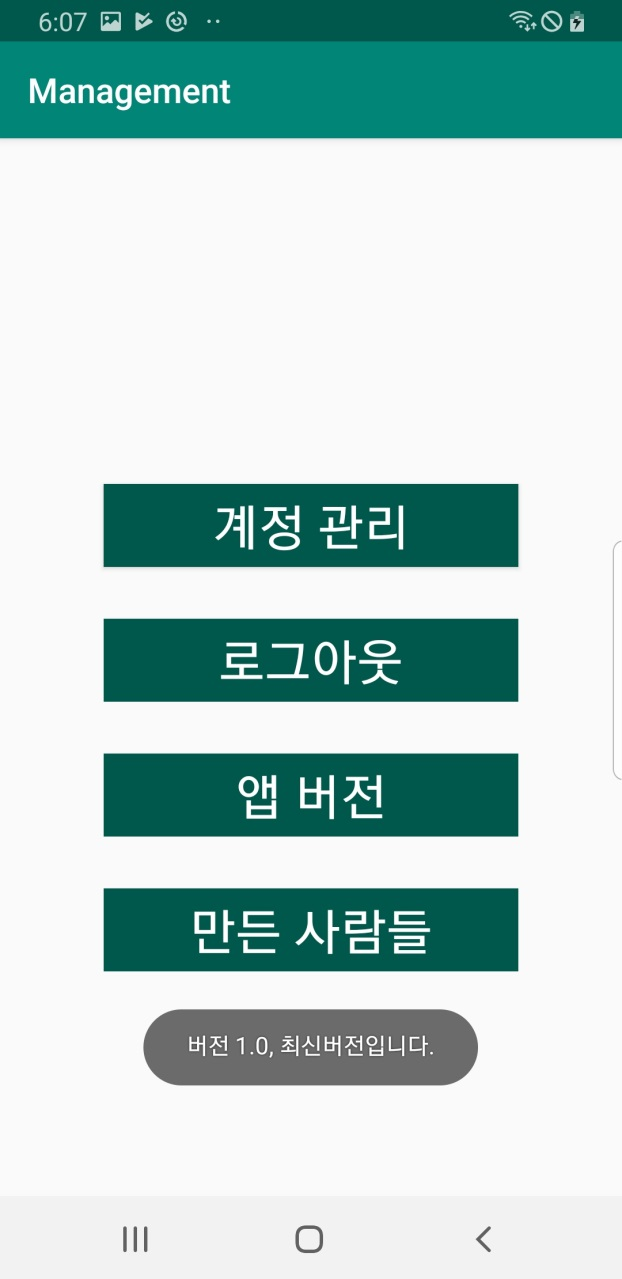 6:07
Management
계정 관리
로그아웃
앱 버전
만든 사람들
버전 1.0, 최신버전입니다.